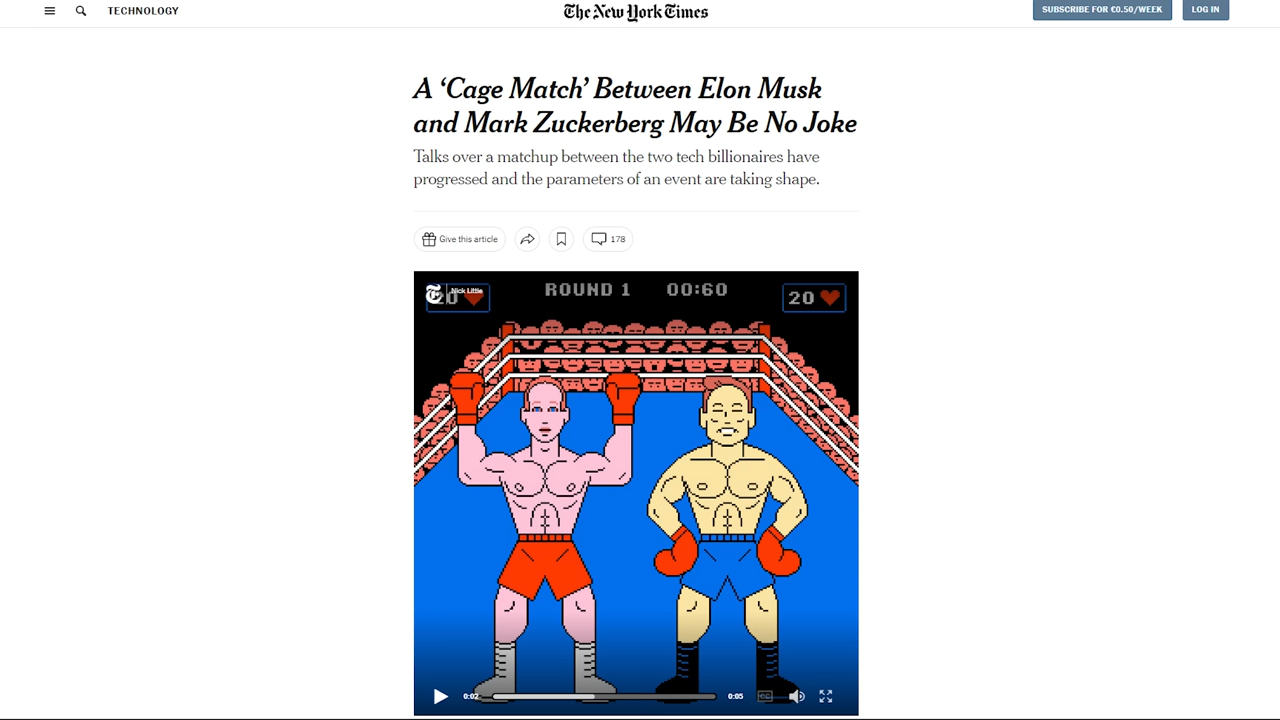 TECHNOLOGY
The New York Times
SUBSCRIBE FOR €0.50/WEEK
LOG IN
A ‘Cage Match’ Between Elon Musk
and Mark Zuckerberg May Be No Joke
Talks over a matchup between the two tech billionaires have
progressed and the parameters of an event are taking shape.
Give this article
178
Nick Little
20
ROUND 1
00:60
20
0:02
0:05
CC